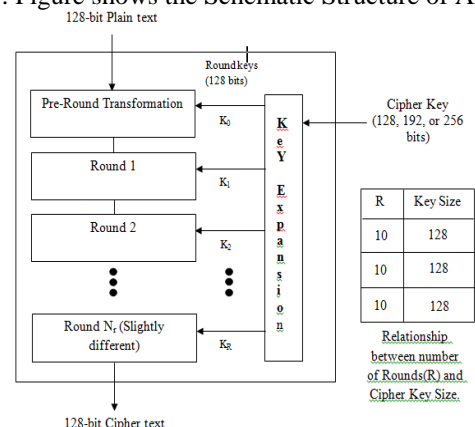 . Figure shows the Schematic Structure of A
128-bit Plain text
Round keys
(128 bits)
Pre-Round Transformation
K0
Cipher Key
(128, 192, or 256
bits)
K
e
Y
E
x
p
a
n
s
i
o
n
Round 1
K1
Round 2
K2
R Key Size
10 128
10 128
10 128
Round Nr (Slightly
different)
KR
Relationship
between number
of Rounds(R) and
Cipher Key Size.
128-bit Cipher text